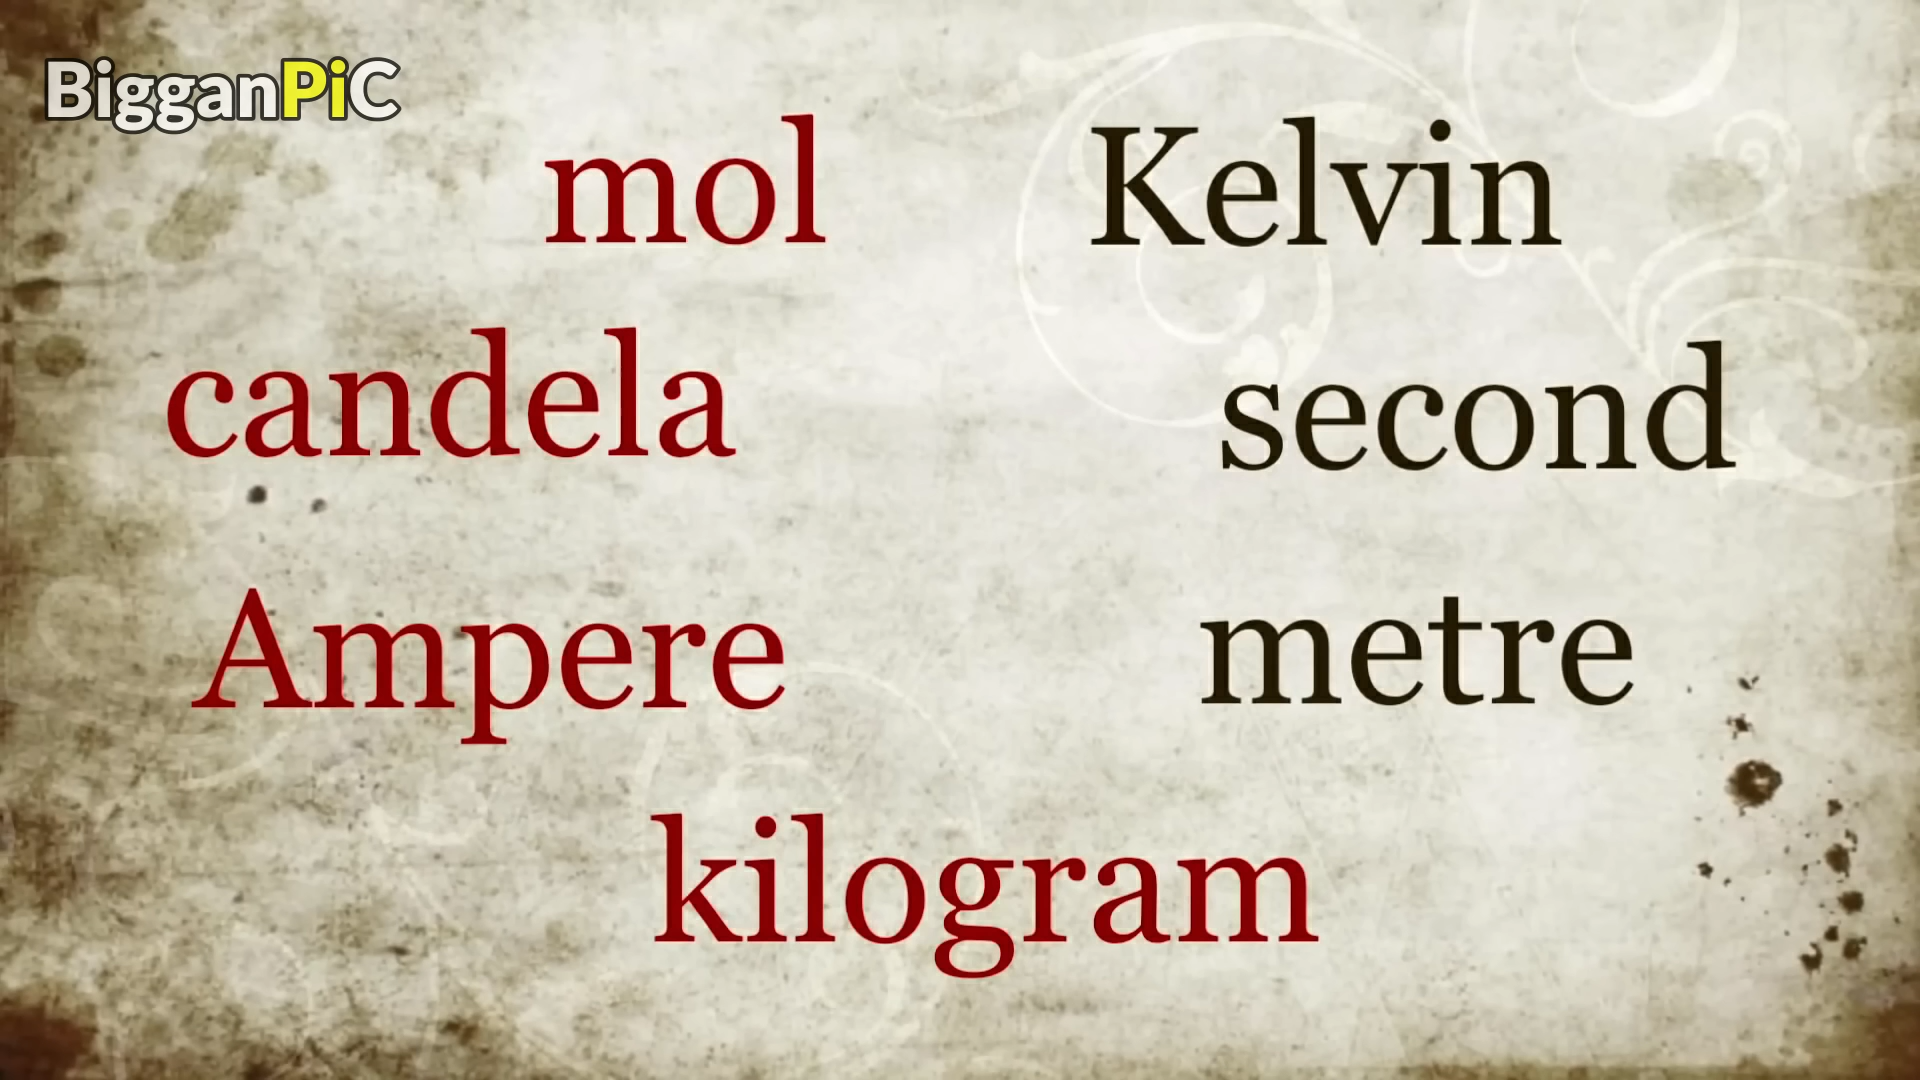 BigganPiC
mol Kelvin
candela second
Ampere metre
kilogram